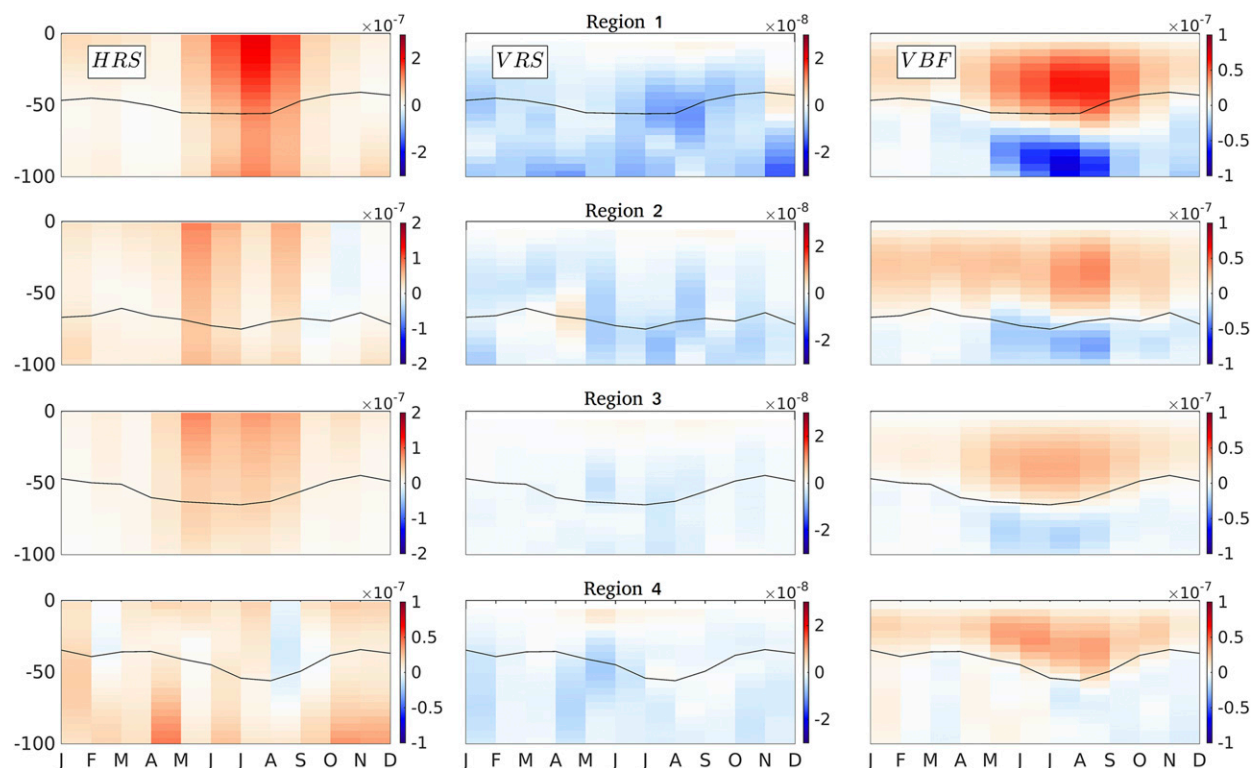 Region 1
×10⁻⁷ ×10⁻⁸ ×10⁻⁷
HRS VRS VBF
0 2 2 1
-50 0 0 0.5
-100 -2 -2 0
-0.5
-1
Region 2
×10⁻⁷ ×10⁻⁸ ×10⁻⁷
0 2 2 1
-50 1 0 0.5
-100 0 -2 0
-1 -0.5
-2 -1
Region 3
×10⁻⁷ ×10⁻⁸ ×10⁻⁷
0 2 2 1
-50 1 0 0.5
-100 0 -2 0
-1 -0.5
-2 -1
Region 4
×10⁻⁷ ×10⁻⁸ ×10⁻⁷
0 1 2 1
-50 0.5 0 0.5
-100 0 -2 0
-0.5 -0.5
-1 -1
J F M A M J J A S O N D J F M A M J J A S O N D J F M A M J J A S O N D